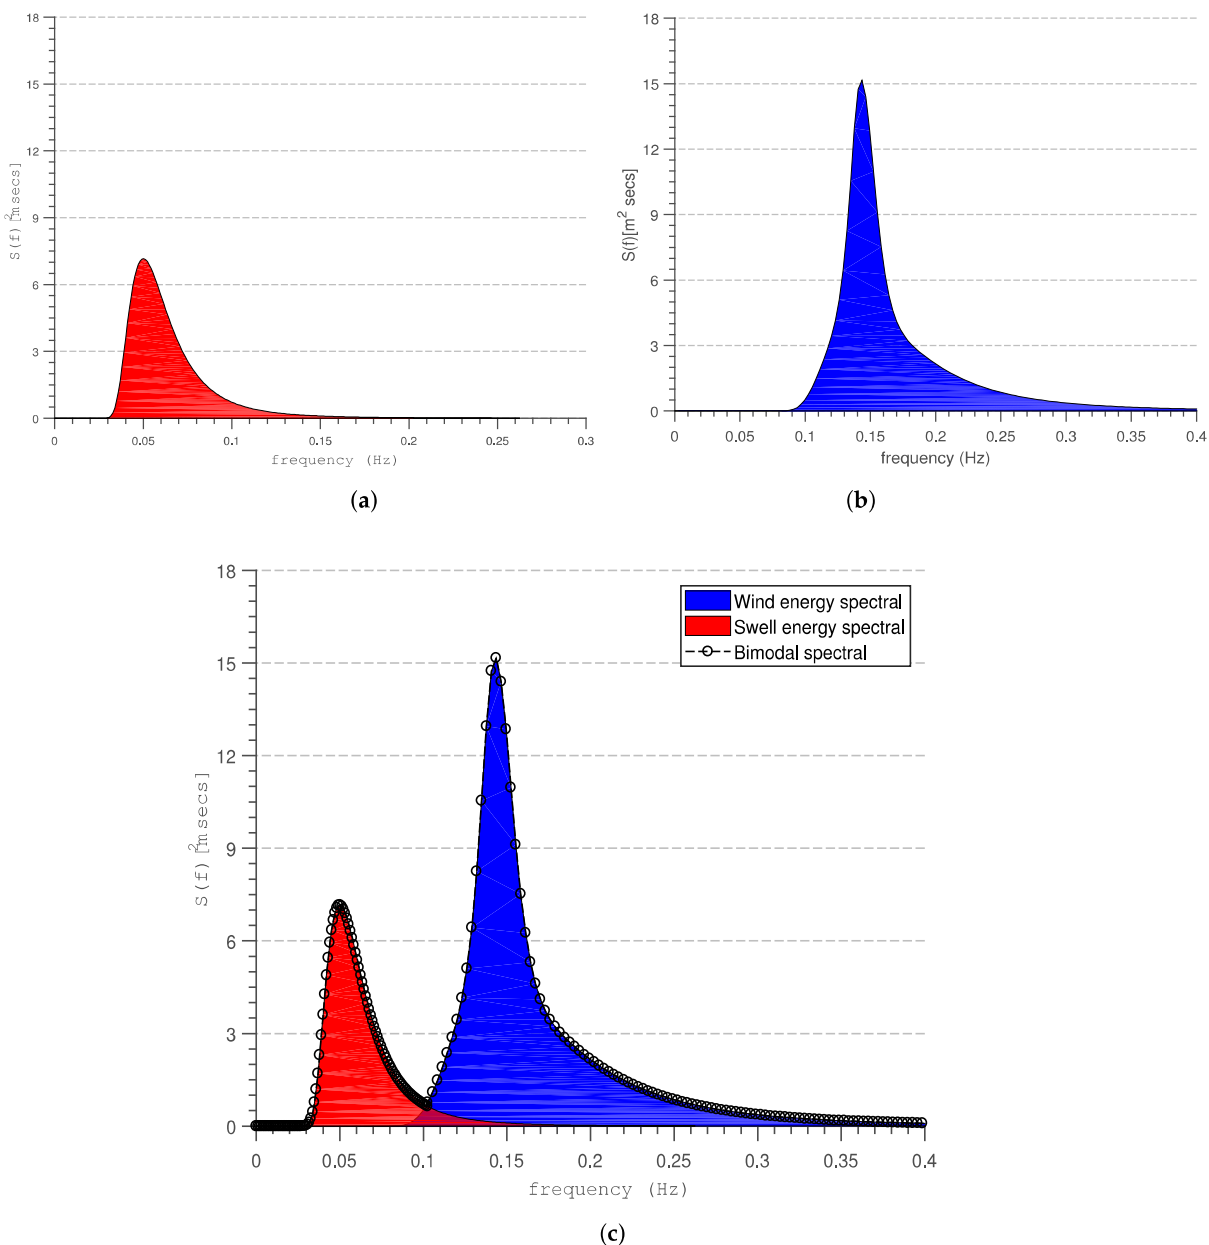 18
15
12
9
6
3
0
S(f) [m²secs]
0 0.05 0.1 0.15 0.2 0.25 0.3
frequency (Hz)
(a)
18
15
12
9
6
3
0
S(f)[m² secs]
0 0.05 0.1 0.15 0.2 0.25 0.3 0.35 0.4
frequency (Hz)
(b)
18
15
12
9
6
3
0
S(f) [m²secs]
Wind energy spectral
Swell energy spectral
Bimodal spectral
0 0.05 0.1 0.15 0.2 0.25 0.3 0.35 0.4
frequency (Hz)
(c)